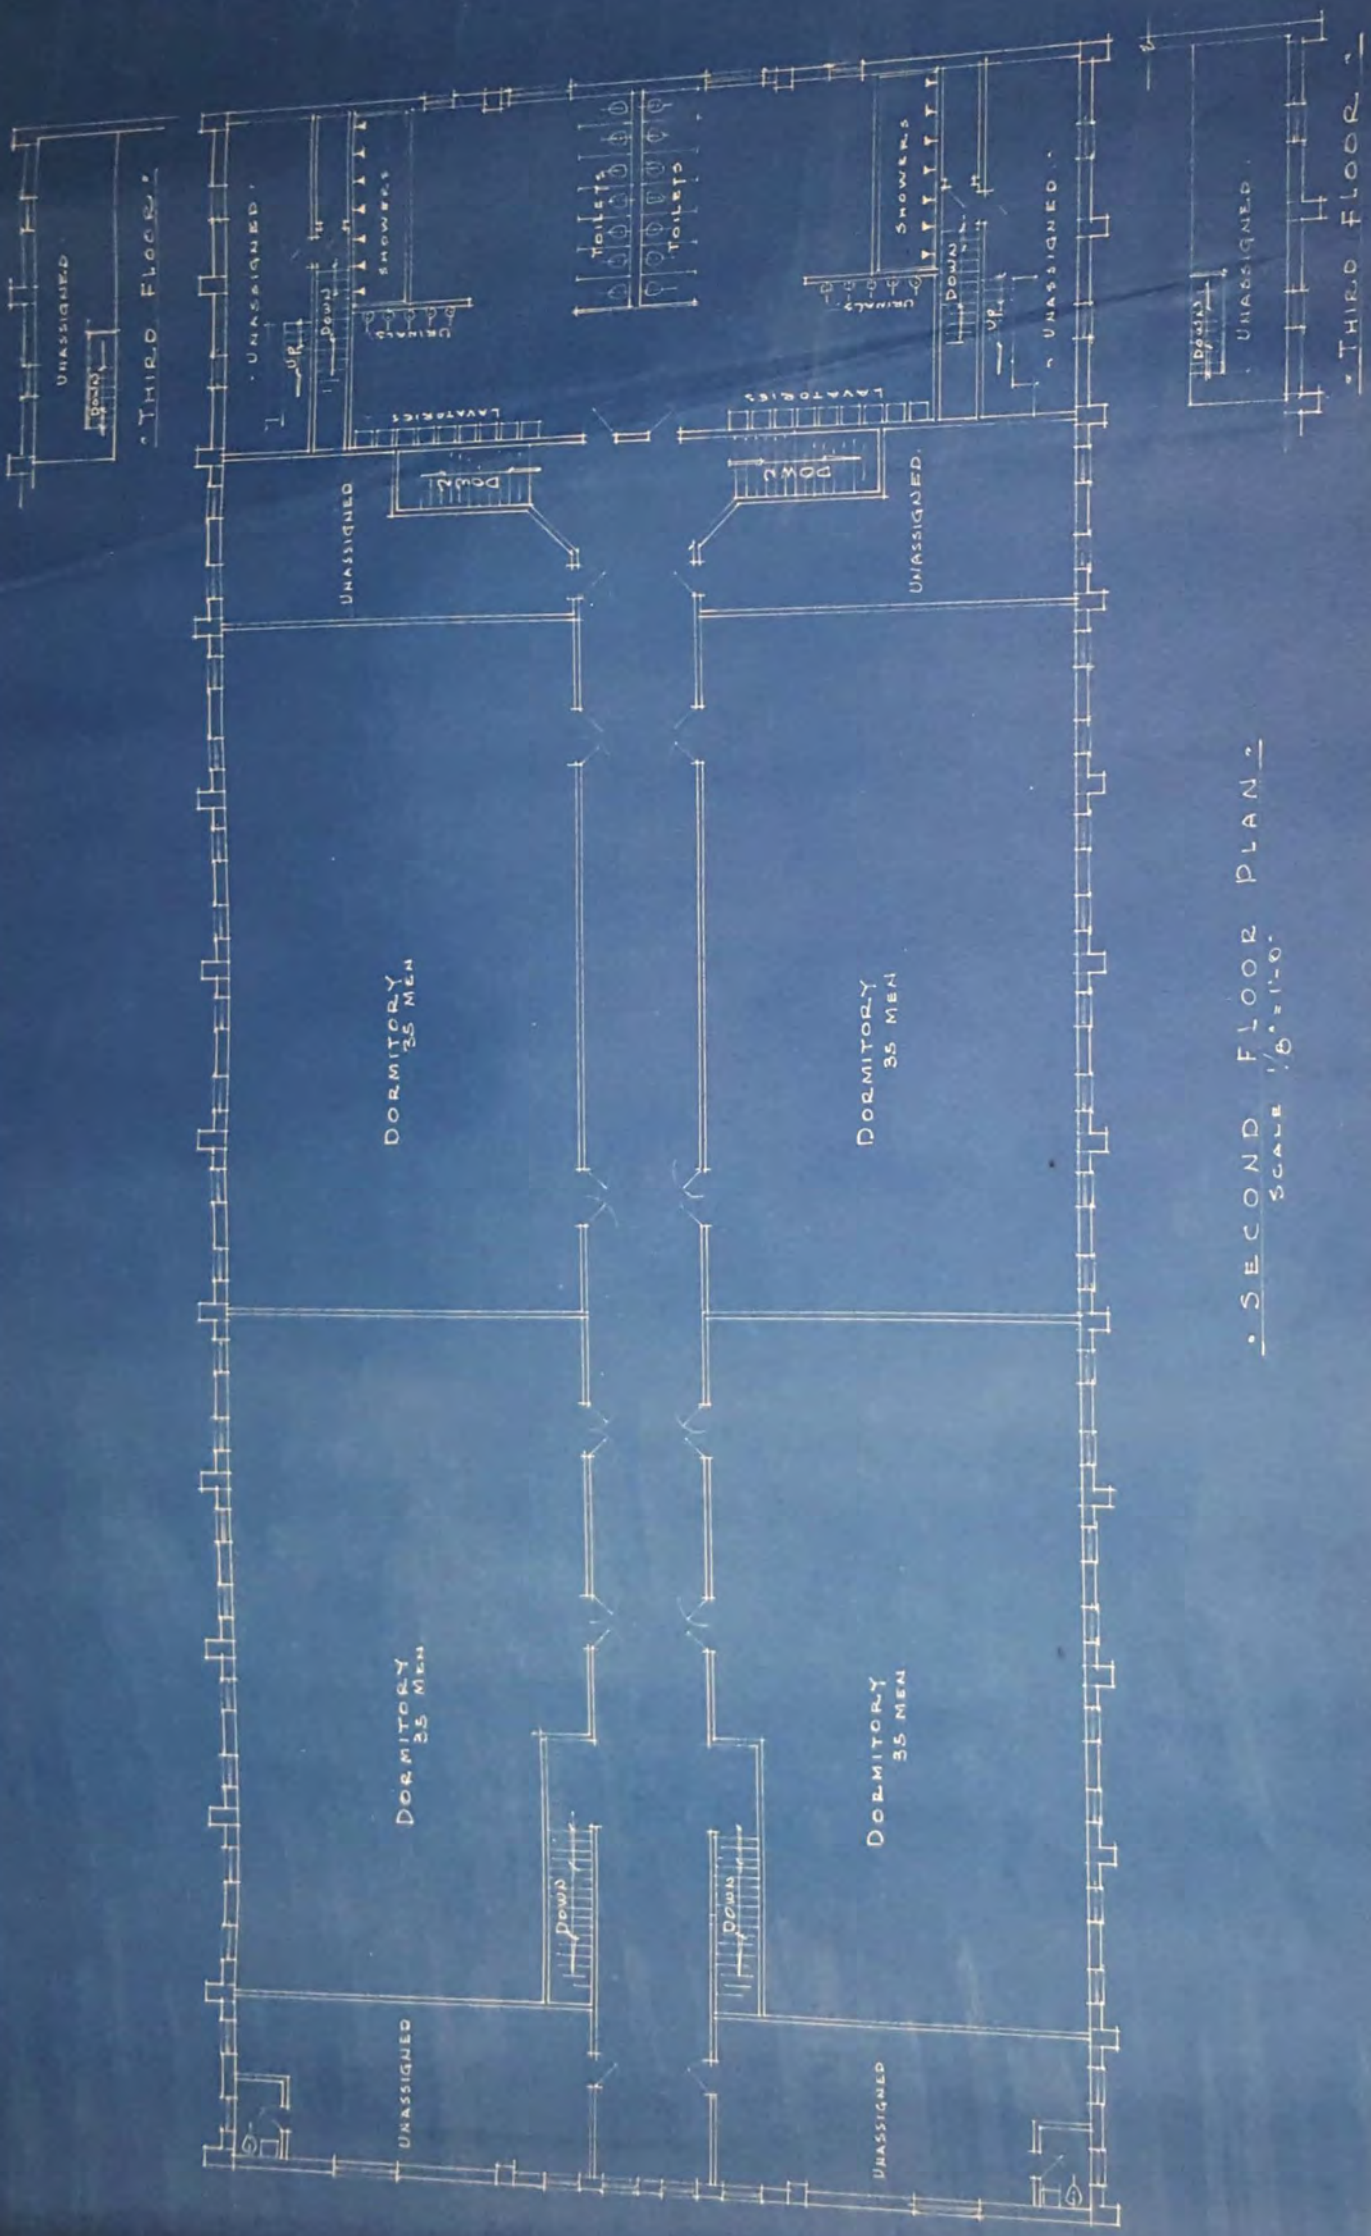 UNASSIGNED
DOWN
"THIRD FLOOR"
UNASSIGNED
DOWN
"THIRD FLOOR"
UNASSIGNED.
UP
DOWN
SHOWERS
URINALS
LAVATORIES
TOILETS
TOILETS
SHOWERS
URINALS
LAVATORIES
DOWN
UP
UNASSIGNED.
UNASSIGNED
DOWN
DOWN
UNASSIGNED.
DORMITORY
35 MEN
DORMITORY
35 MEN
DORMITORY
35 MEN
DORMITORY
35 MEN
DOWN
DOWN
UNASSIGNED
UNASSIGNED
"SECOND FLOOR PLAN"
SCALE 1/8" = 1'-0"